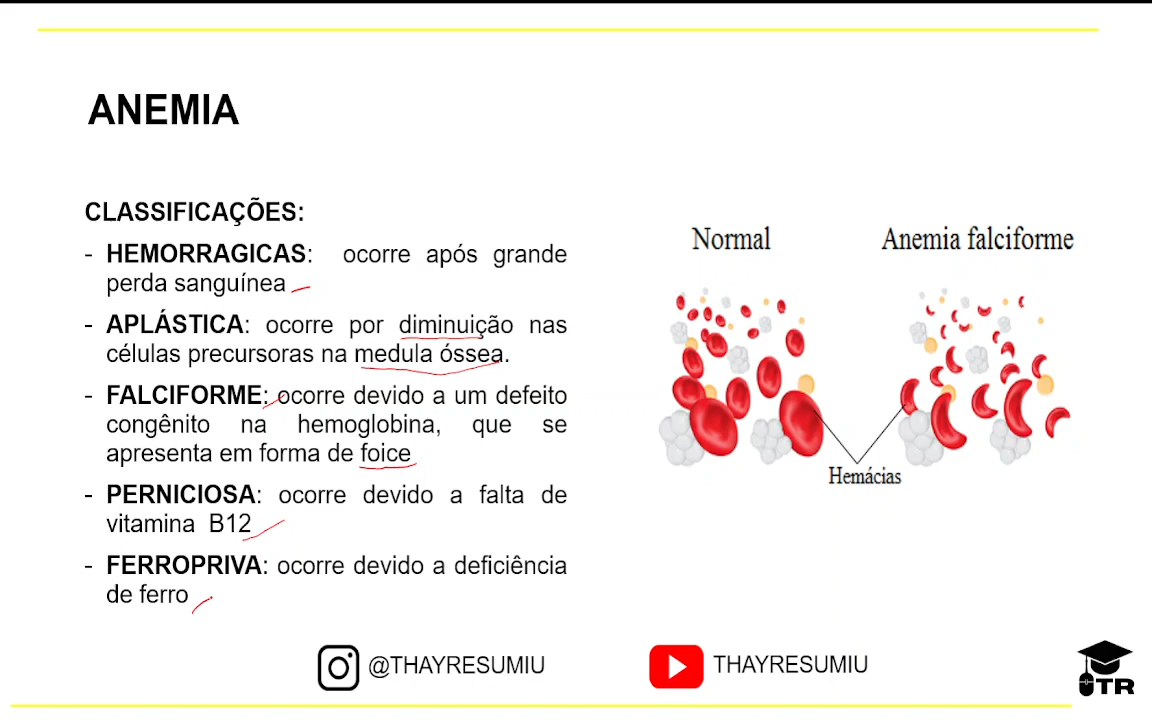 ANEMIA
CLASSIFICAÇÕES:
- HEMORRAGICAS: ocorre após grande
perda sanguínea
- APLÁSTICA: ocorre por diminuição nas
células precursoras na medula óssea.
- FALCIFORME: ocorre devido a um defeito
congênito na hemoglobina, que se
apresenta em forma de foice
- PERNICIOSA: ocorre devido a falta de
vitamina B12
- FERROPRIVA: ocorre devido a deficiência
de ferro
Normal
Anemia falciforme
Hemácias
@THAYRESUMIU
THAYRESUMIU
TR